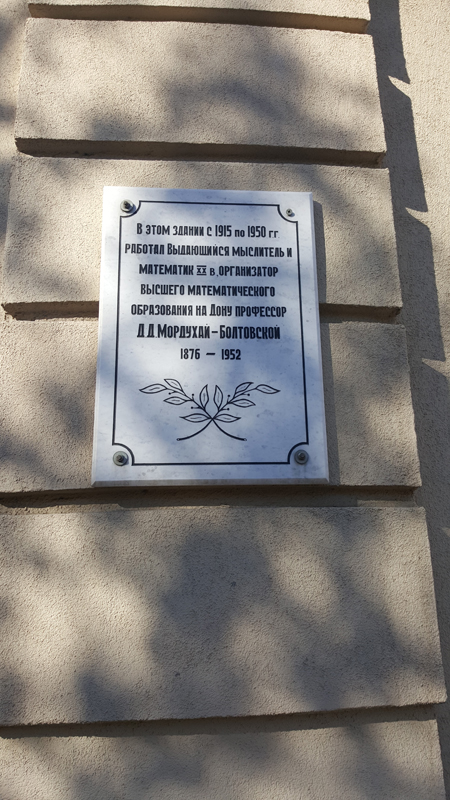 В этом здании с 1915 по 1950 гг
работал Выдающийся мыслитель и
математик XX в, организатор
высшего математического
образования на Дону профессор
Д Д Мордухай – Болтовской
1876 – 1952